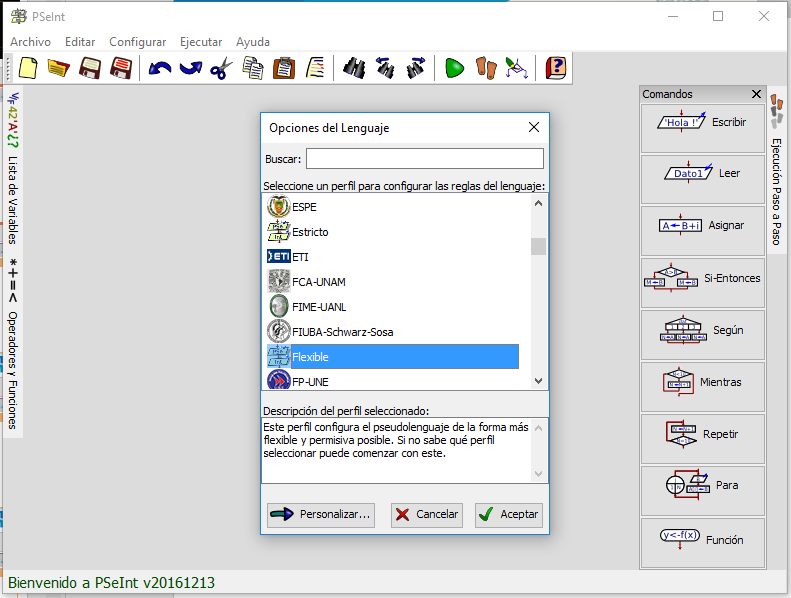 PSeInt
Archivo Editar Configurar Ejecutar Ayuda
Lista de Variables
*+=< Operadores y Funciones
Opciones del Lenguaje
Buscar:
Seleccione un perfil para configurar las reglas del lenguaje:
ESPE
Estricto
ETI ETI
FCA-UNAM
FIME-UANL
FIUBA-Schwarz-Sosa
Flexible
FP-UNE
Descripción del perfil seleccionado:
Este perfil configura el pseudolenguaje de la forma más
flexible y permisiva posible. Si no sabe qué perfil
seleccionar puede comenzar con este.
Personalizar... Cancelar Aceptar
Comandos
'Hola !' Escribir
Dato1 Leer
A←B+i Asignar
Si-Entonces
Según
Mientras
Repetir
Para
y<-f(x) Función
Ejecución Paso a Paso
Bienvenido a PSeInt v20161213